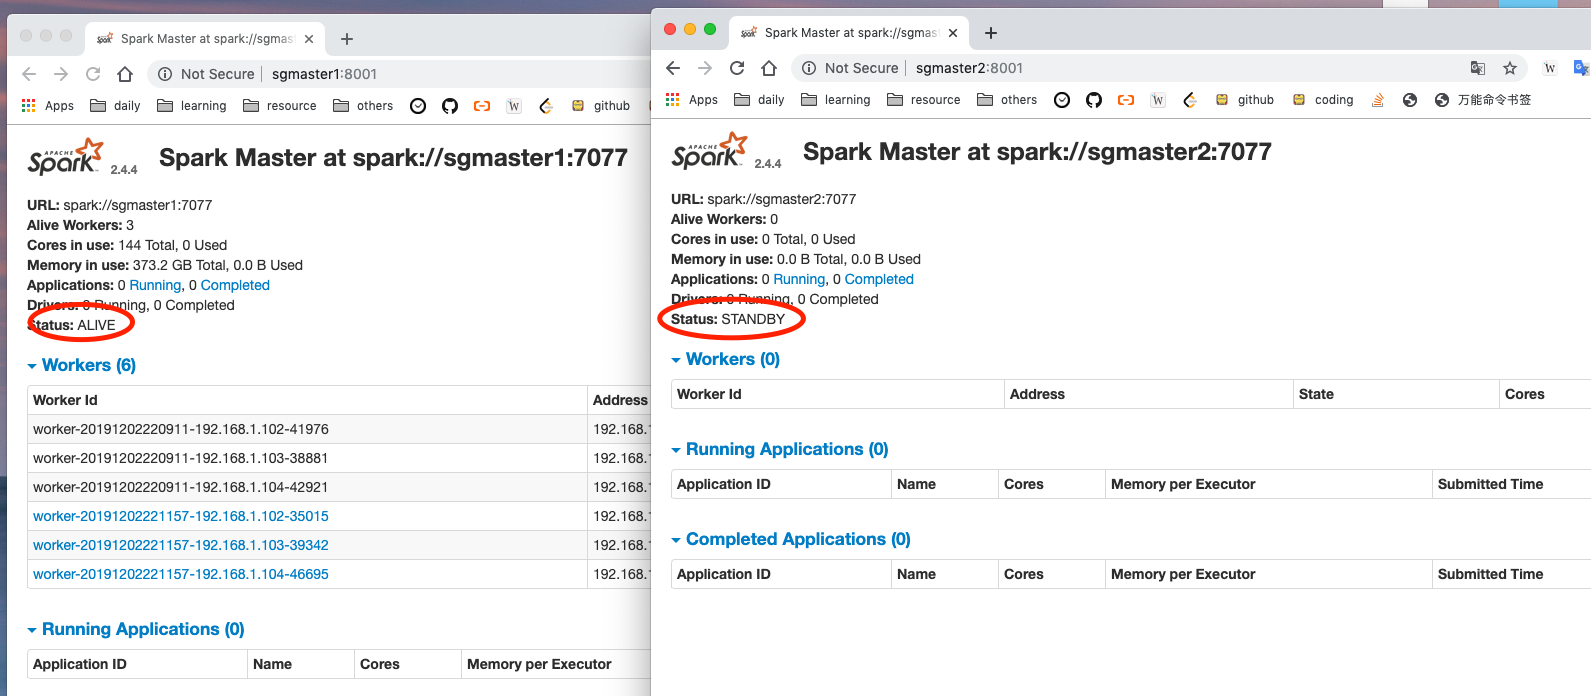 Spark Master at spark://sgmas
Not Secure
sgmaster1:8001
Apps daily learning resource others github
APACHE Spark 2.4.4
Spark Master at spark://sgmaster1:7077
URL: spark://sgmaster1:7077
Alive Workers: 3
Cores in use: 144 Total, 0 Used
Memory in use: 373.2 GB Total, 0.0 B Used
Applications: 0 Running, 0 Completed
Drivers: 0 Running, 0 Completed
Status: ALIVE
Workers (6)
Worker Id Address
worker-20191202220911-192.168.1.102-41976 192.168.
worker-20191202220911-192.168.1.103-38881 192.168.
worker-20191202220911-192.168.1.104-42921 192.168.
worker-20191202221157-192.168.1.102-35015 192.168.
worker-20191202221157-192.168.1.103-39342 192.168.
worker-20191202221157-192.168.1.104-46695 192.168.
Running Applications (0)
Application ID Name Cores Memory per Executor
Spark Master at spark://sgmas
Not Secure
sgmaster2:8001
Apps daily learning resource others github coding 万能命令书签
APACHE Spark 2.4.4
Spark Master at spark://sgmaster2:7077
URL: spark://sgmaster2:7077
Alive Workers: 0
Cores in use: 0 Total, 0 Used
Memory in use: 0.0 B Total, 0.0 B Used
Applications: 0 Running, 0 Completed
Drivers: 0 Running, 0 Completed
Status: STANDBY
Workers (0)
Worker Id Address State Cores
Running Applications (0)
Application ID Name Cores Memory per Executor Submitted Time
Completed Applications (0)
Application ID Name Cores Memory per Executor Submitted Time